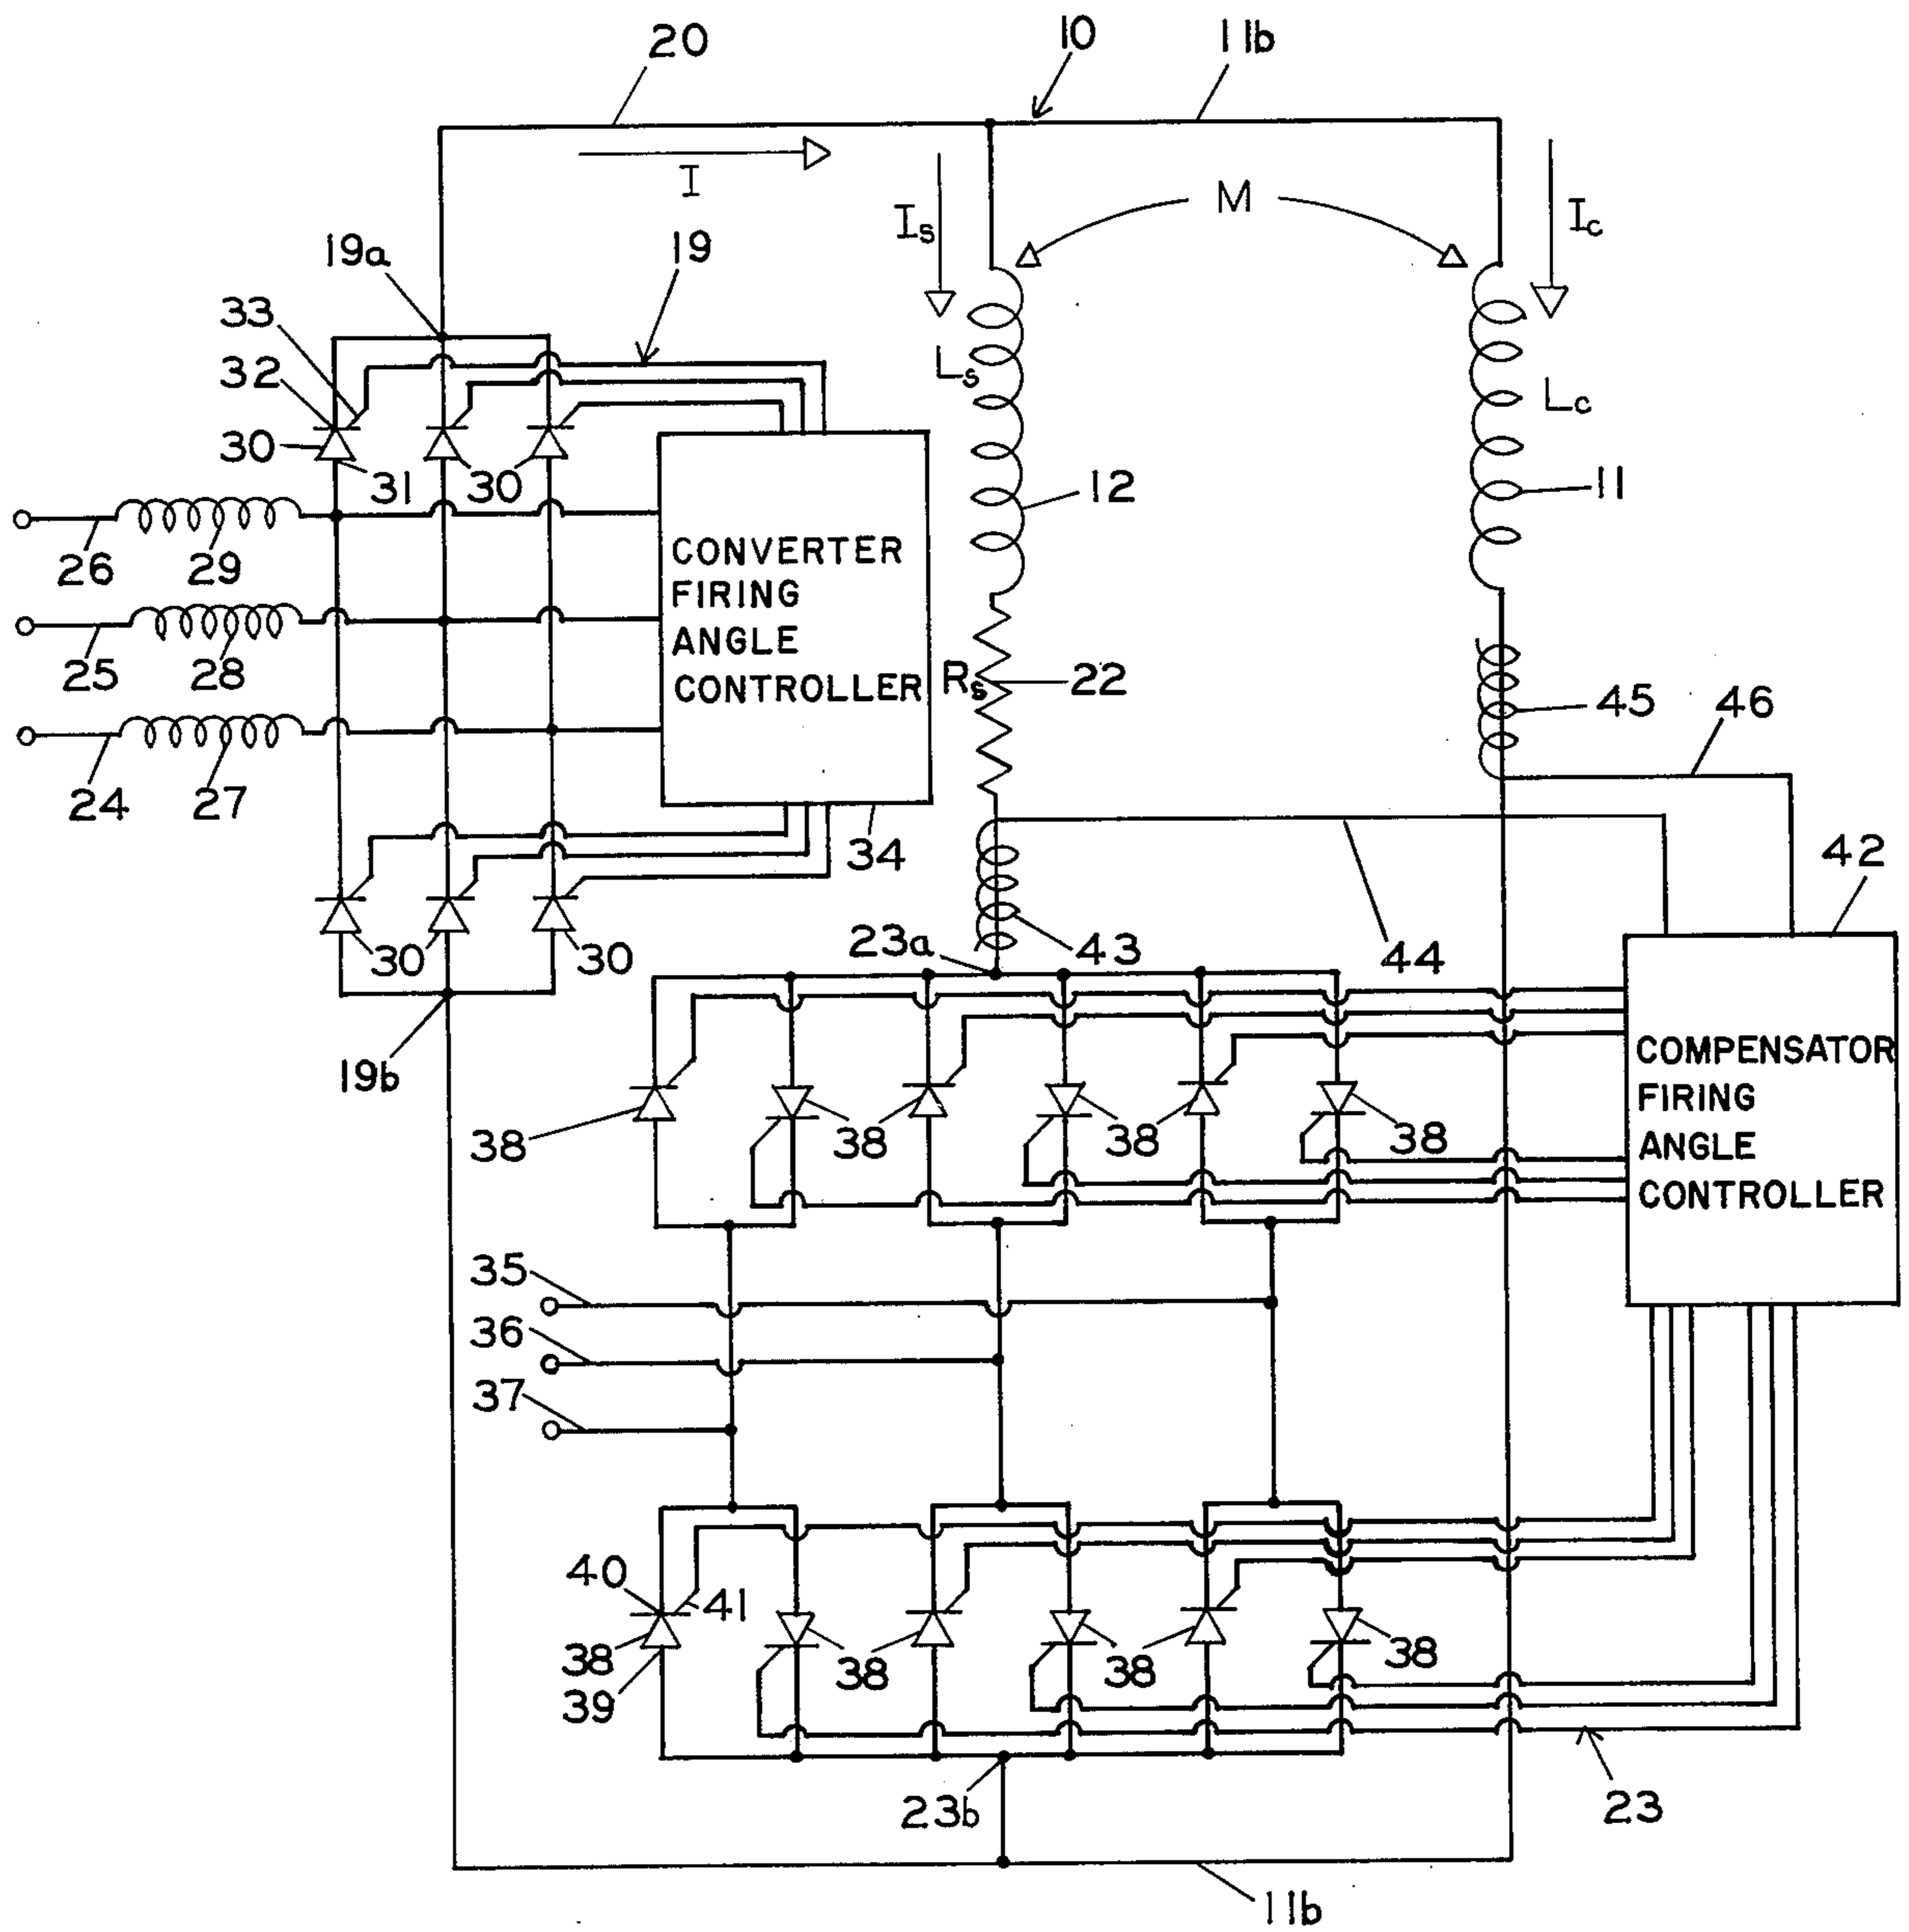 20
10
11b
I
Is
M
Ic
19a
19
33
32
Ls
Lc
30
31
30
12
11
26
29
CONVERTER
FIRING
ANGLE
CONTROLLER
25
28
Rs
22
45
46
24
27
34
42
30
30
23a
43
44
19b
COMPENSATOR
FIRING
ANGLE
CONTROLLER
38
38
38
38
35
36
37
40
41
38
38
38
38
39
23b
23
11b